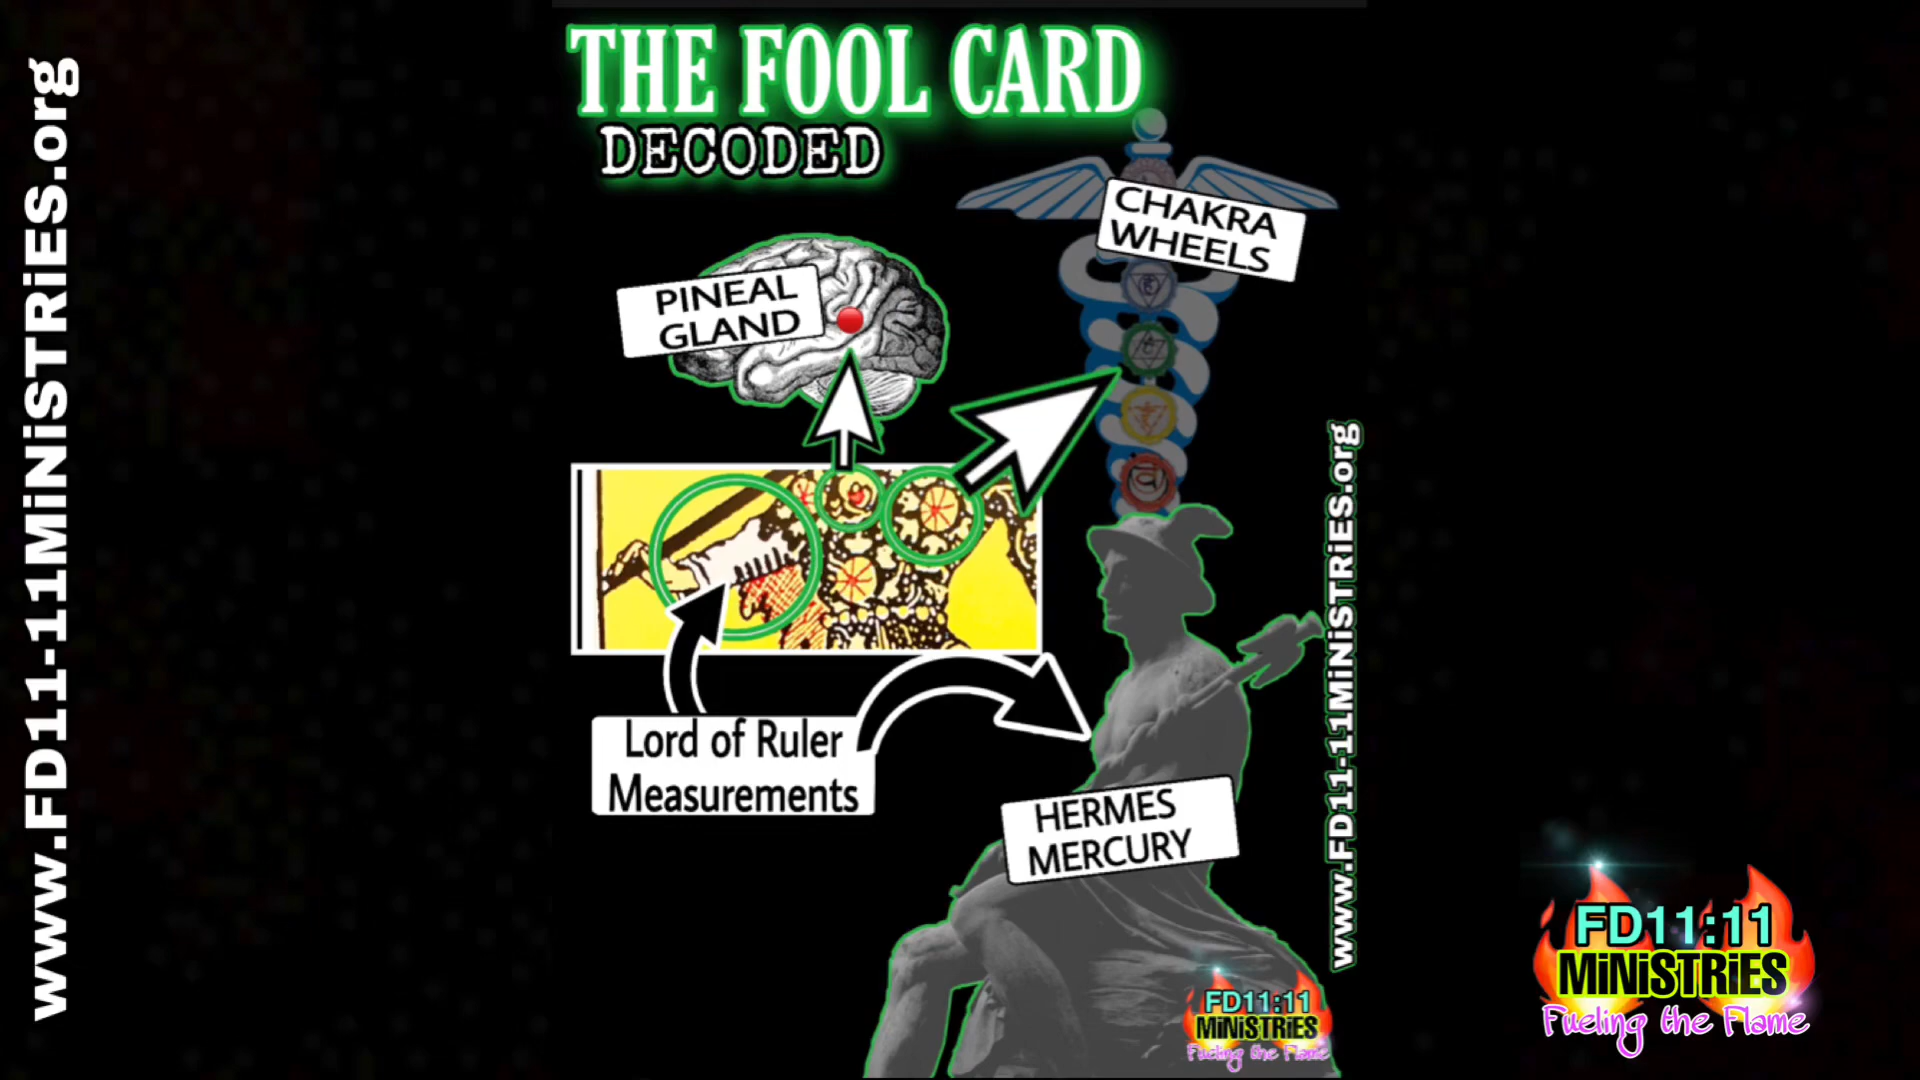 www.FD11-11MiNiSTRiES.org
THE FOOL CARD
DECODED
CHAKRA
WHEELS
PINEAL
GLAND
Lord of Ruler
Measurements
HERMES
MERCURY
www.FD11-11MiNiSTRiES.org
FD11:11
MiNiSTRiES
Fueling the Flame
FD11:11
MiNiSTRiES
Fueling the Flame